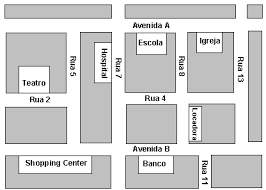 Avenida A
Teatro
Rua 5
Hospital
Rua 7
Escola
Rua 8
Igreja
Rua 13
Rua 2
Rua 4
Locadora
Avenida B
Shopping Center
Banco
Rua 11